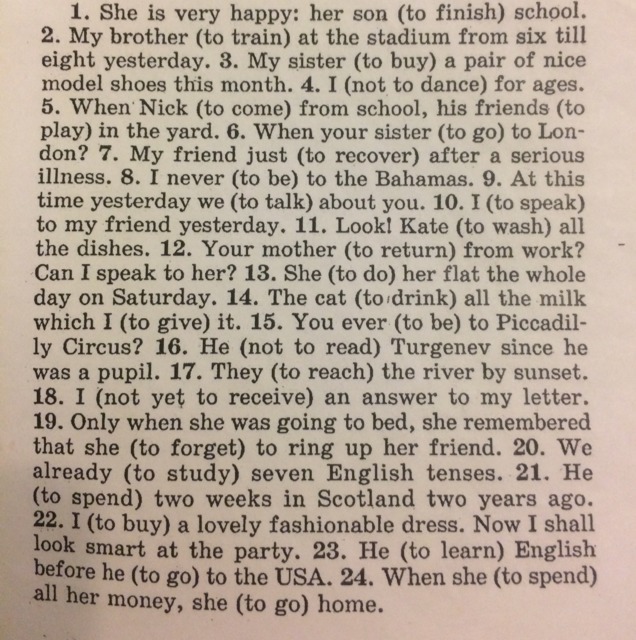 1. She is very happy: her son (to finish) school.
2. My brother (to train) at the stadium from six till
eight yesterday. 3. My sister (to buy) a pair of nice
model shoes this month. 4. I (not to dance) for ages.
5. When Nick (to come) from school, his friends (to
play) in the yard. 6. When your sister (to go) to Lon-
don? 7. My friend just (to recover) after a serious
illness. 8. I never (to be) to the Bahamas. 9. At this
time yesterday we (to talk) about you. 10. I (to speak)
to my friend yesterday. 11. Look! Kate (to wash) all
the dishes. 12. Your mother (to return) from work?
Can I speak to her? 13. She (to do) her flat the whole
day on Saturday. 14. The cat (to drink) all the milk
which I (to give) it. 15. You ever (to be) to Piccadil-
ly Circus? 16. He (not to read) Turgenev since he
was a pupil. 17. They (to reach) the river by sunset.
18. I (not yet to receive) an answer to my letter.
19. Only when she was going to bed, she remembered
that she (to forget) to ring up her friend. 20. We
already (to study) seven English tenses. 21. He
(to spend) two weeks in Scotland two years ago.
22. I (to buy) a lovely fashionable dress. Now I shall
look smart at the party. 23. He (to learn) English
before he (to go) to the USA. 24. When she (to spend)
all her money, she (to go) home.